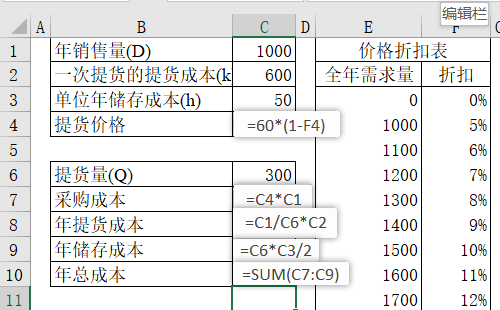 编辑栏
A B C D E F
1 年销售量(D) 1000 价格折扣表
2 一次提货的提货成本(k 600 全年需求量 折扣
3 单位年储存成本(h) 50 0 0%
4 提货价格 =60*(1-F4) 1000 5%
5 1100 6%
6 提货量(Q) 300 1200 7%
7 采购成本 =C4*C1 1300 8%
8 年提货成本 =C1/C6*C2 1400 9%
9 年储存成本 =C6*C3/2 1500 10%
10 年总成本 =SUM(C7:C9) 1600 11%
11 1700 12%